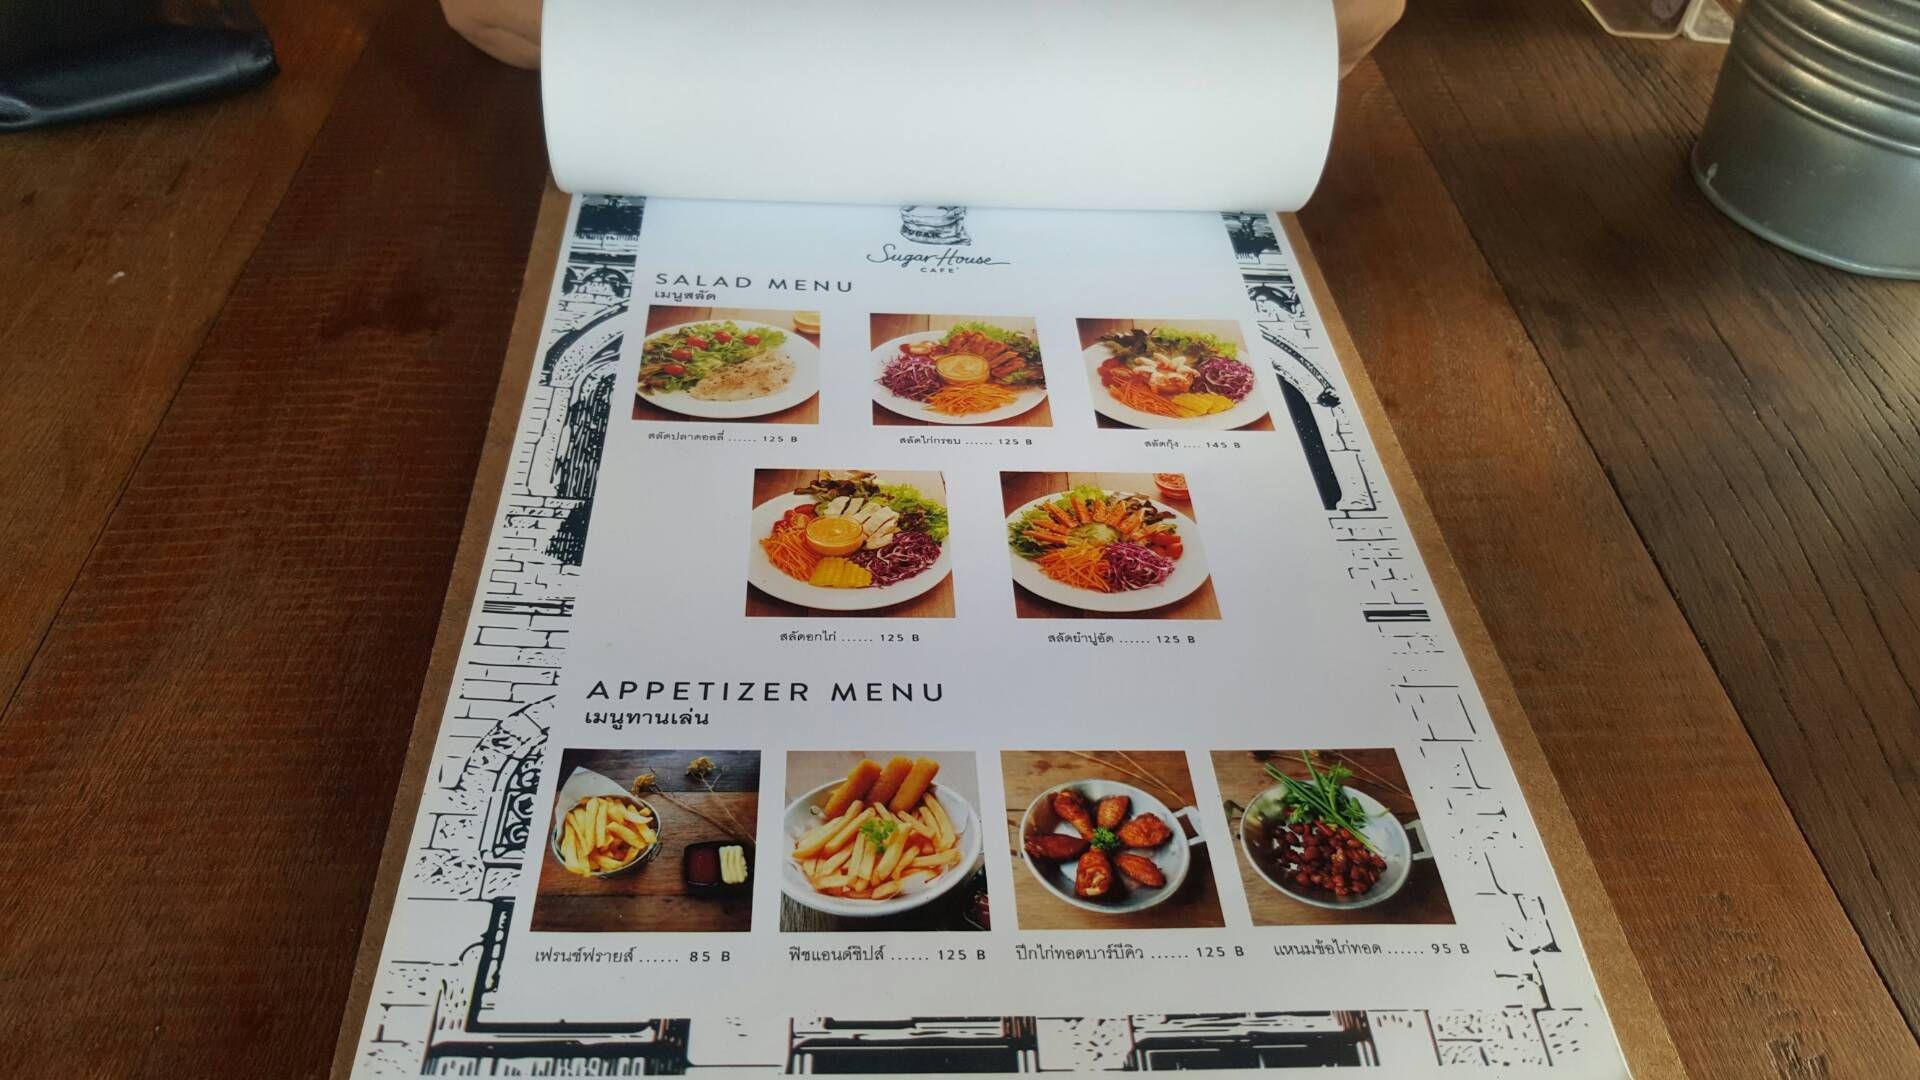 SUGAR
Sugar House
CAFE'
SALAD MENU
เมนูสลัด
สลัดปลาดอลลี่ ...... 125 B
สลัดไก่กรอบ ...... 125 B
สลัดกุ้ง .... 145 B
สลัดอกไก่ ...... 125 B
สลัดยำปูอัด ...... 125 B
APPETIZER MENU
เมนูทานเล่น
เฟรนช์ฟรายส์ ...... 85 B
ฟิชแอนด์ชิปส์ ...... 125 B
ปีกไก่ทอดบาร์บีคิว ...... 125 B
แหนมข้อไก่ทอด ...... 95 B